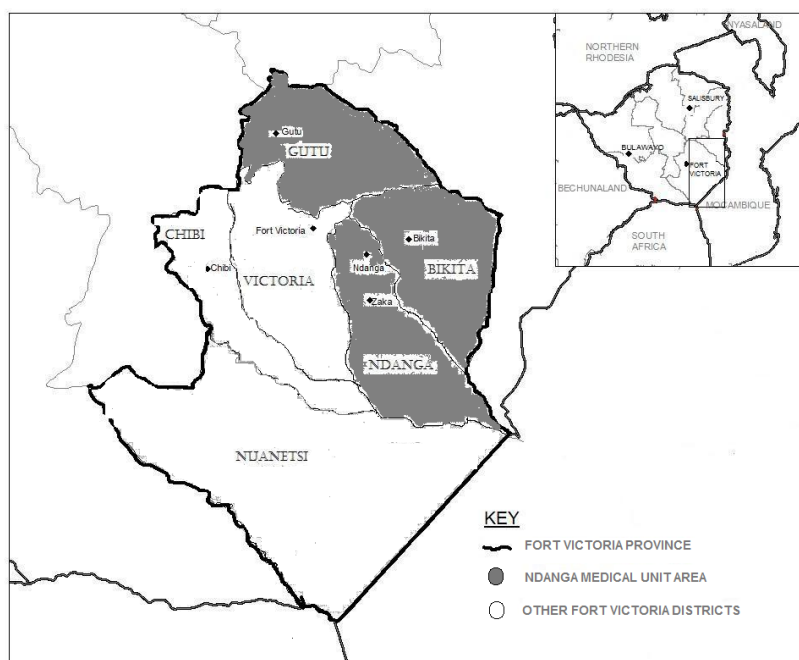 NYASALAND
NORTHERN
RHODESIA
SALISBURY
BULAWAYO
FORT
VICTORIA
BECHUNALAND
MOCAMBIQUE
SOUTH
AFRICA
Gutu
GUTU
CHIBI
Fort Victoria
Bikita
Chibi
Ndanga
BIKITA
VICTORIA
Zaka
NDANGA
NUANETSI
KEY
FORT VICTORIA PROVINCE
NDANGA MEDICAL UNIT AREA
OTHER FORT VICTORIA DISTRICTS